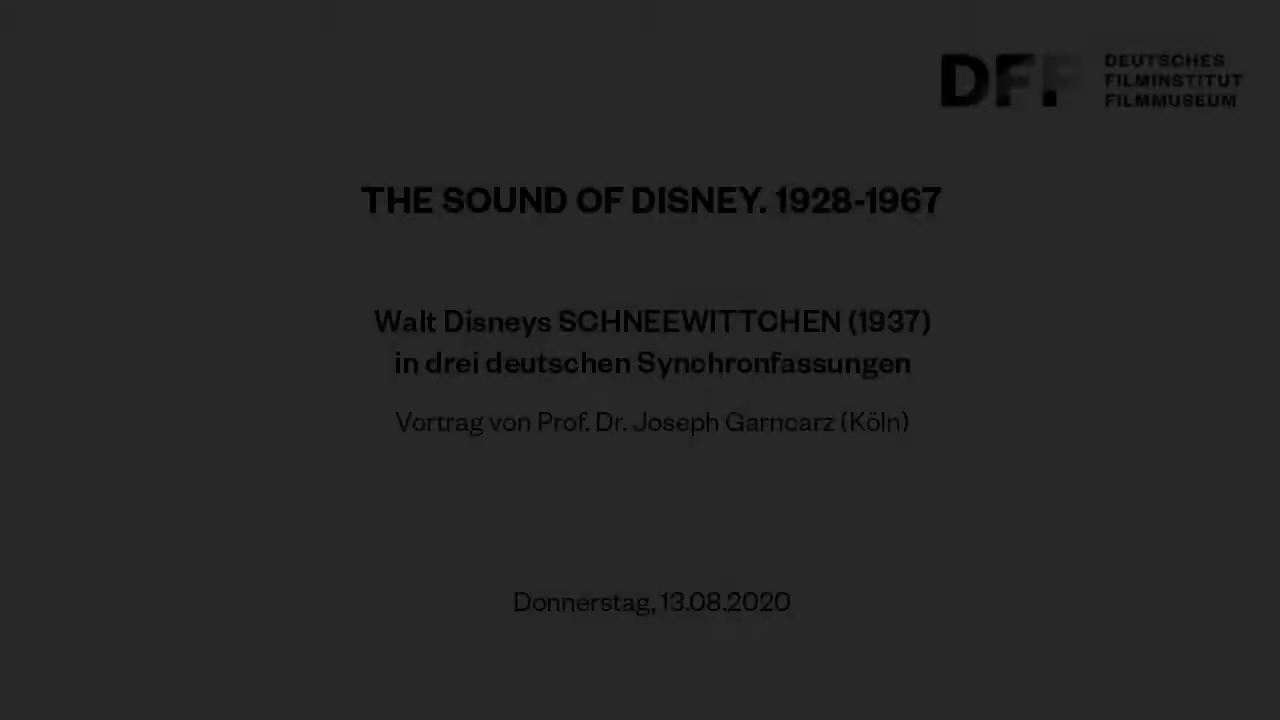 DFF
DEUTSCHES
FILMINSTITUT
FILMMUSEUM
THE SOUND OF DISNEY. 1928-1967
Walt Disneys SCHNEEWITTCHEN (1937)
in drei deutschen Synchronfassungen
Vortrag von Prof. Dr. Joseph Garncarz (Köln)
Donnerstag, 13.08.2020